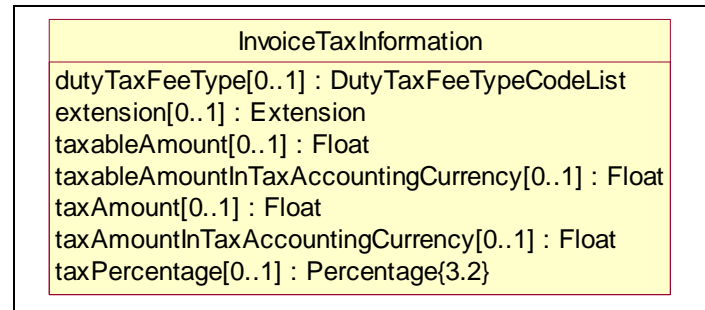 InvoiceTaxInformation
dutyTaxFeeType[0..1] : DutyTaxFeeTypeCodeList
extension[0..1] : Extension
taxableAmount[0..1] : Float
taxableAmountInTaxAccountingCurrency[0..1] : Float
taxAmount[0..1] : Float
taxAmountInTaxAccountingCurrency[0..1] : Float
taxPercentage[0..1] : Percentage{3.2}